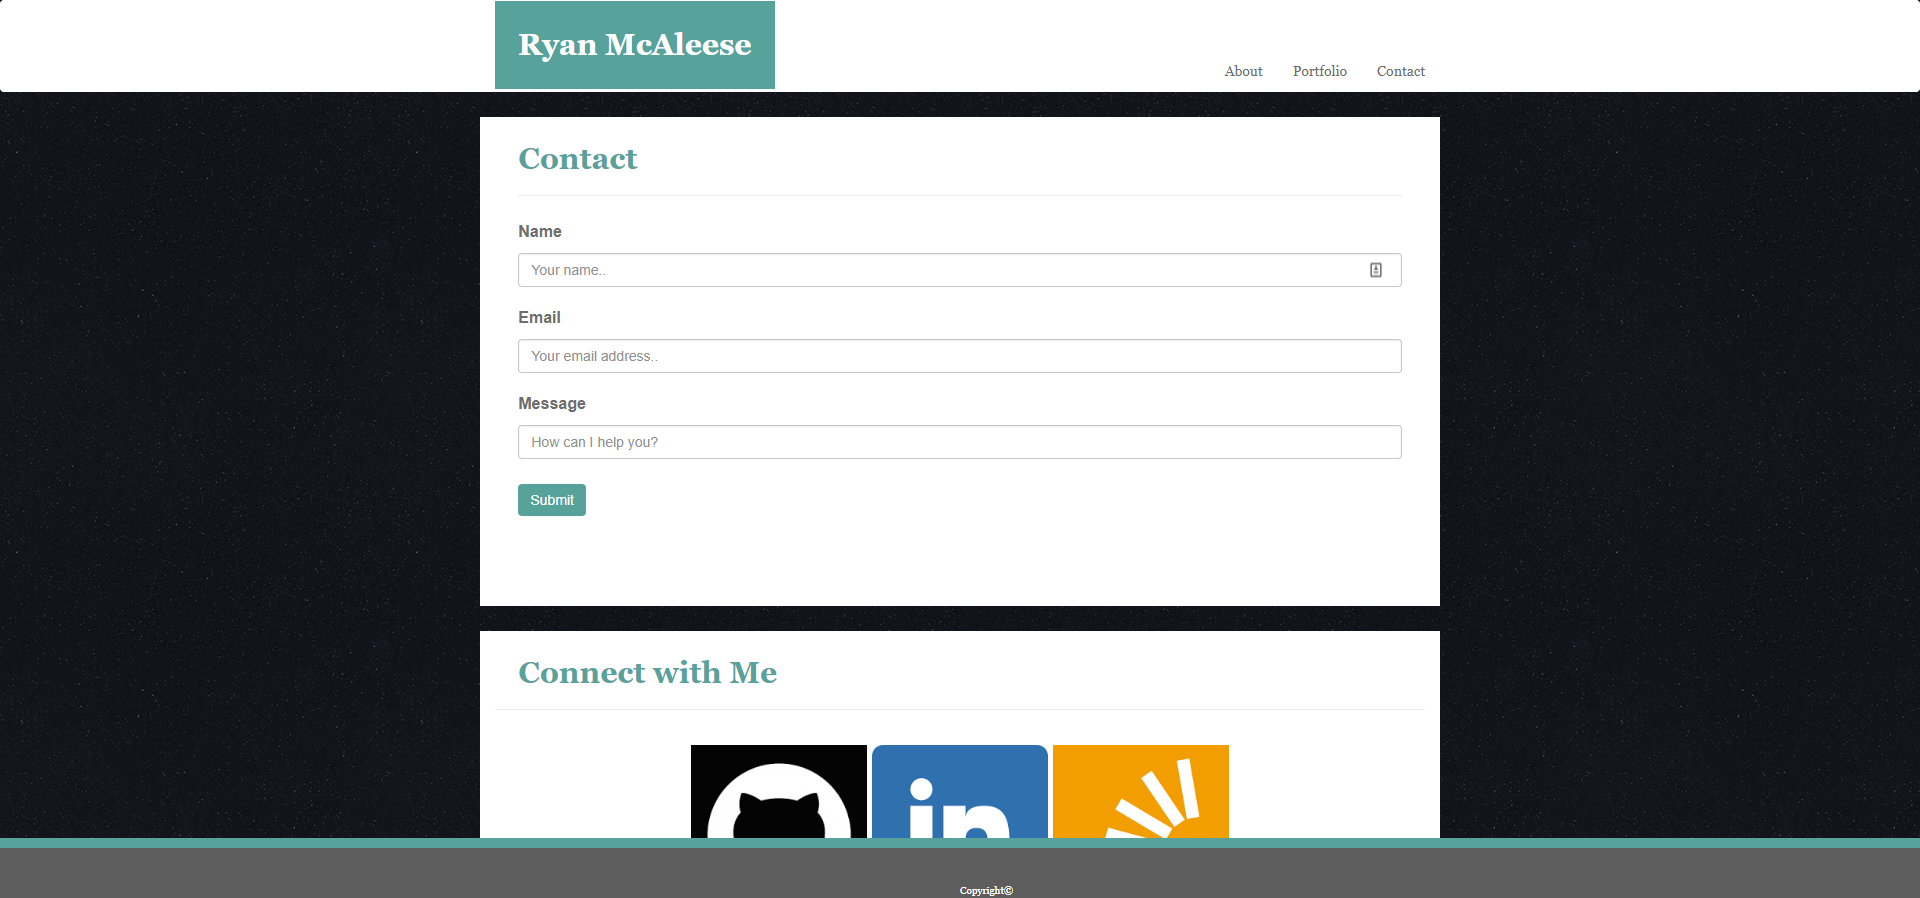 Ryan McAleese
About Portfolio Contact
Contact
Name
Your name..
Email
Your email address..
Message
How can I help you?
Submit
Connect with Me
in
Copyright©